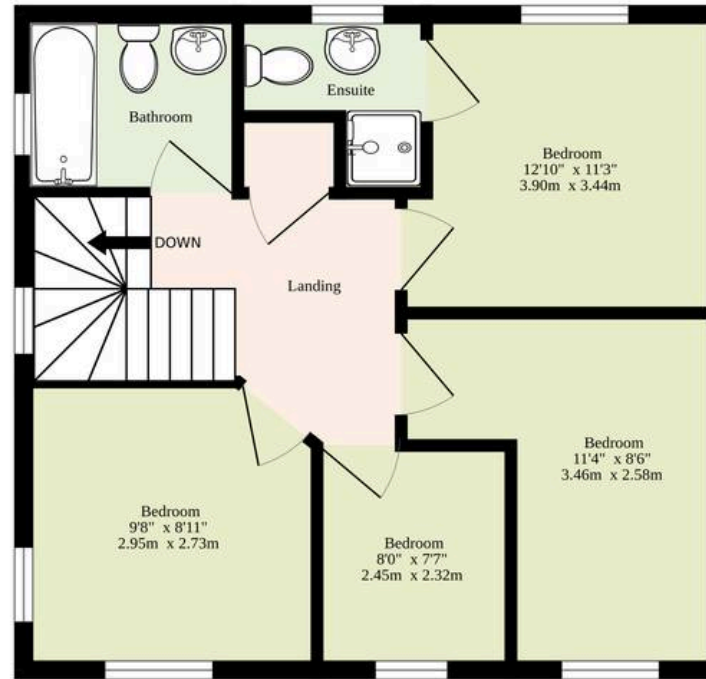 Bathroom
Ensuite
Bedroom
12'10" x 11'3"
3.90m x 3.44m
DOWN
Landing
Bedroom
11'4" x 8'6"
3.46m x 2.58m
Bedroom
9'8" x 8'11"
2.95m x 2.73m
Bedroom
8'0" x 7'7"
2.45m x 2.32m